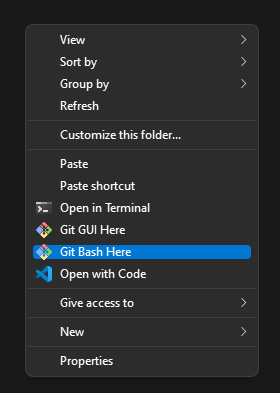 View
Sort by
Group by
Refresh
Customize this folder...
Paste
Paste shortcut
Open in Terminal
Git GUI Here
Git Bash Here
Open with Code
Give access to
New
Properties